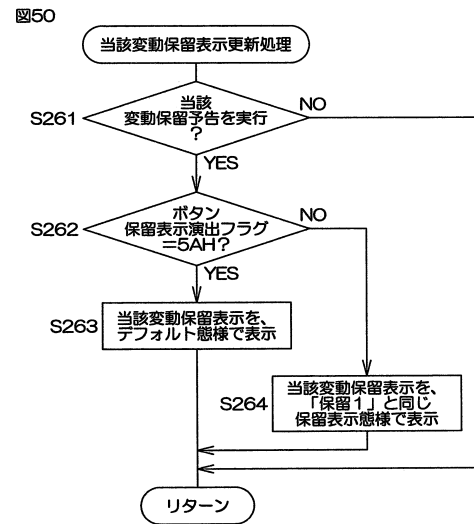 図50
当該変動保留表示更新処理
S261
当該
変動保留予告を実行
?
NO
YES
S262
ボタン
保留表示演出フラグ
=5AH?
NO
YES
S263
当該変動保留表示を、
デフォルト態様で表示
S264
当該変動保留表示を、
「保留1」と同じ
保留表示態様で表示
リターン